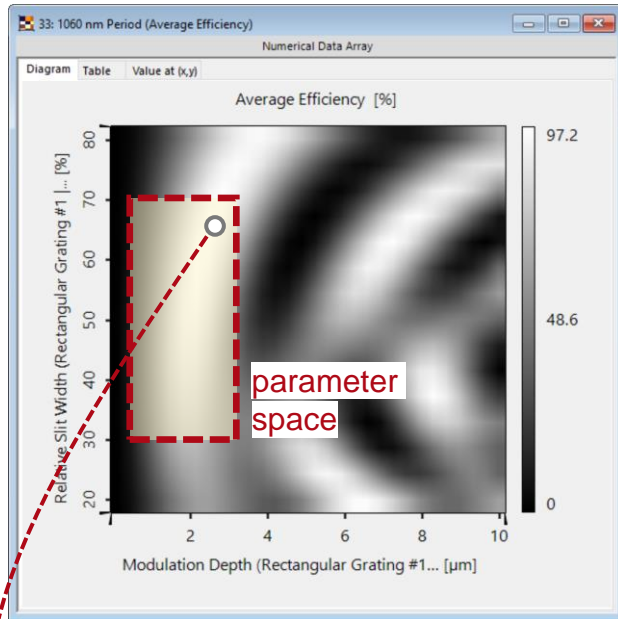 33: 1060 nm Period (Average Efficiency)
Numerical Data Array
Diagram Table Value at (x,y)
Average Efficiency [%]
Relative Slit Width (Rectangular Grating #1 |... [%]
80
70
60
50
40
30
20
97.2
48.6
0
parameter
space
2 4 6 8 10
Modulation Depth (Rectangular Grating #1... [µm]